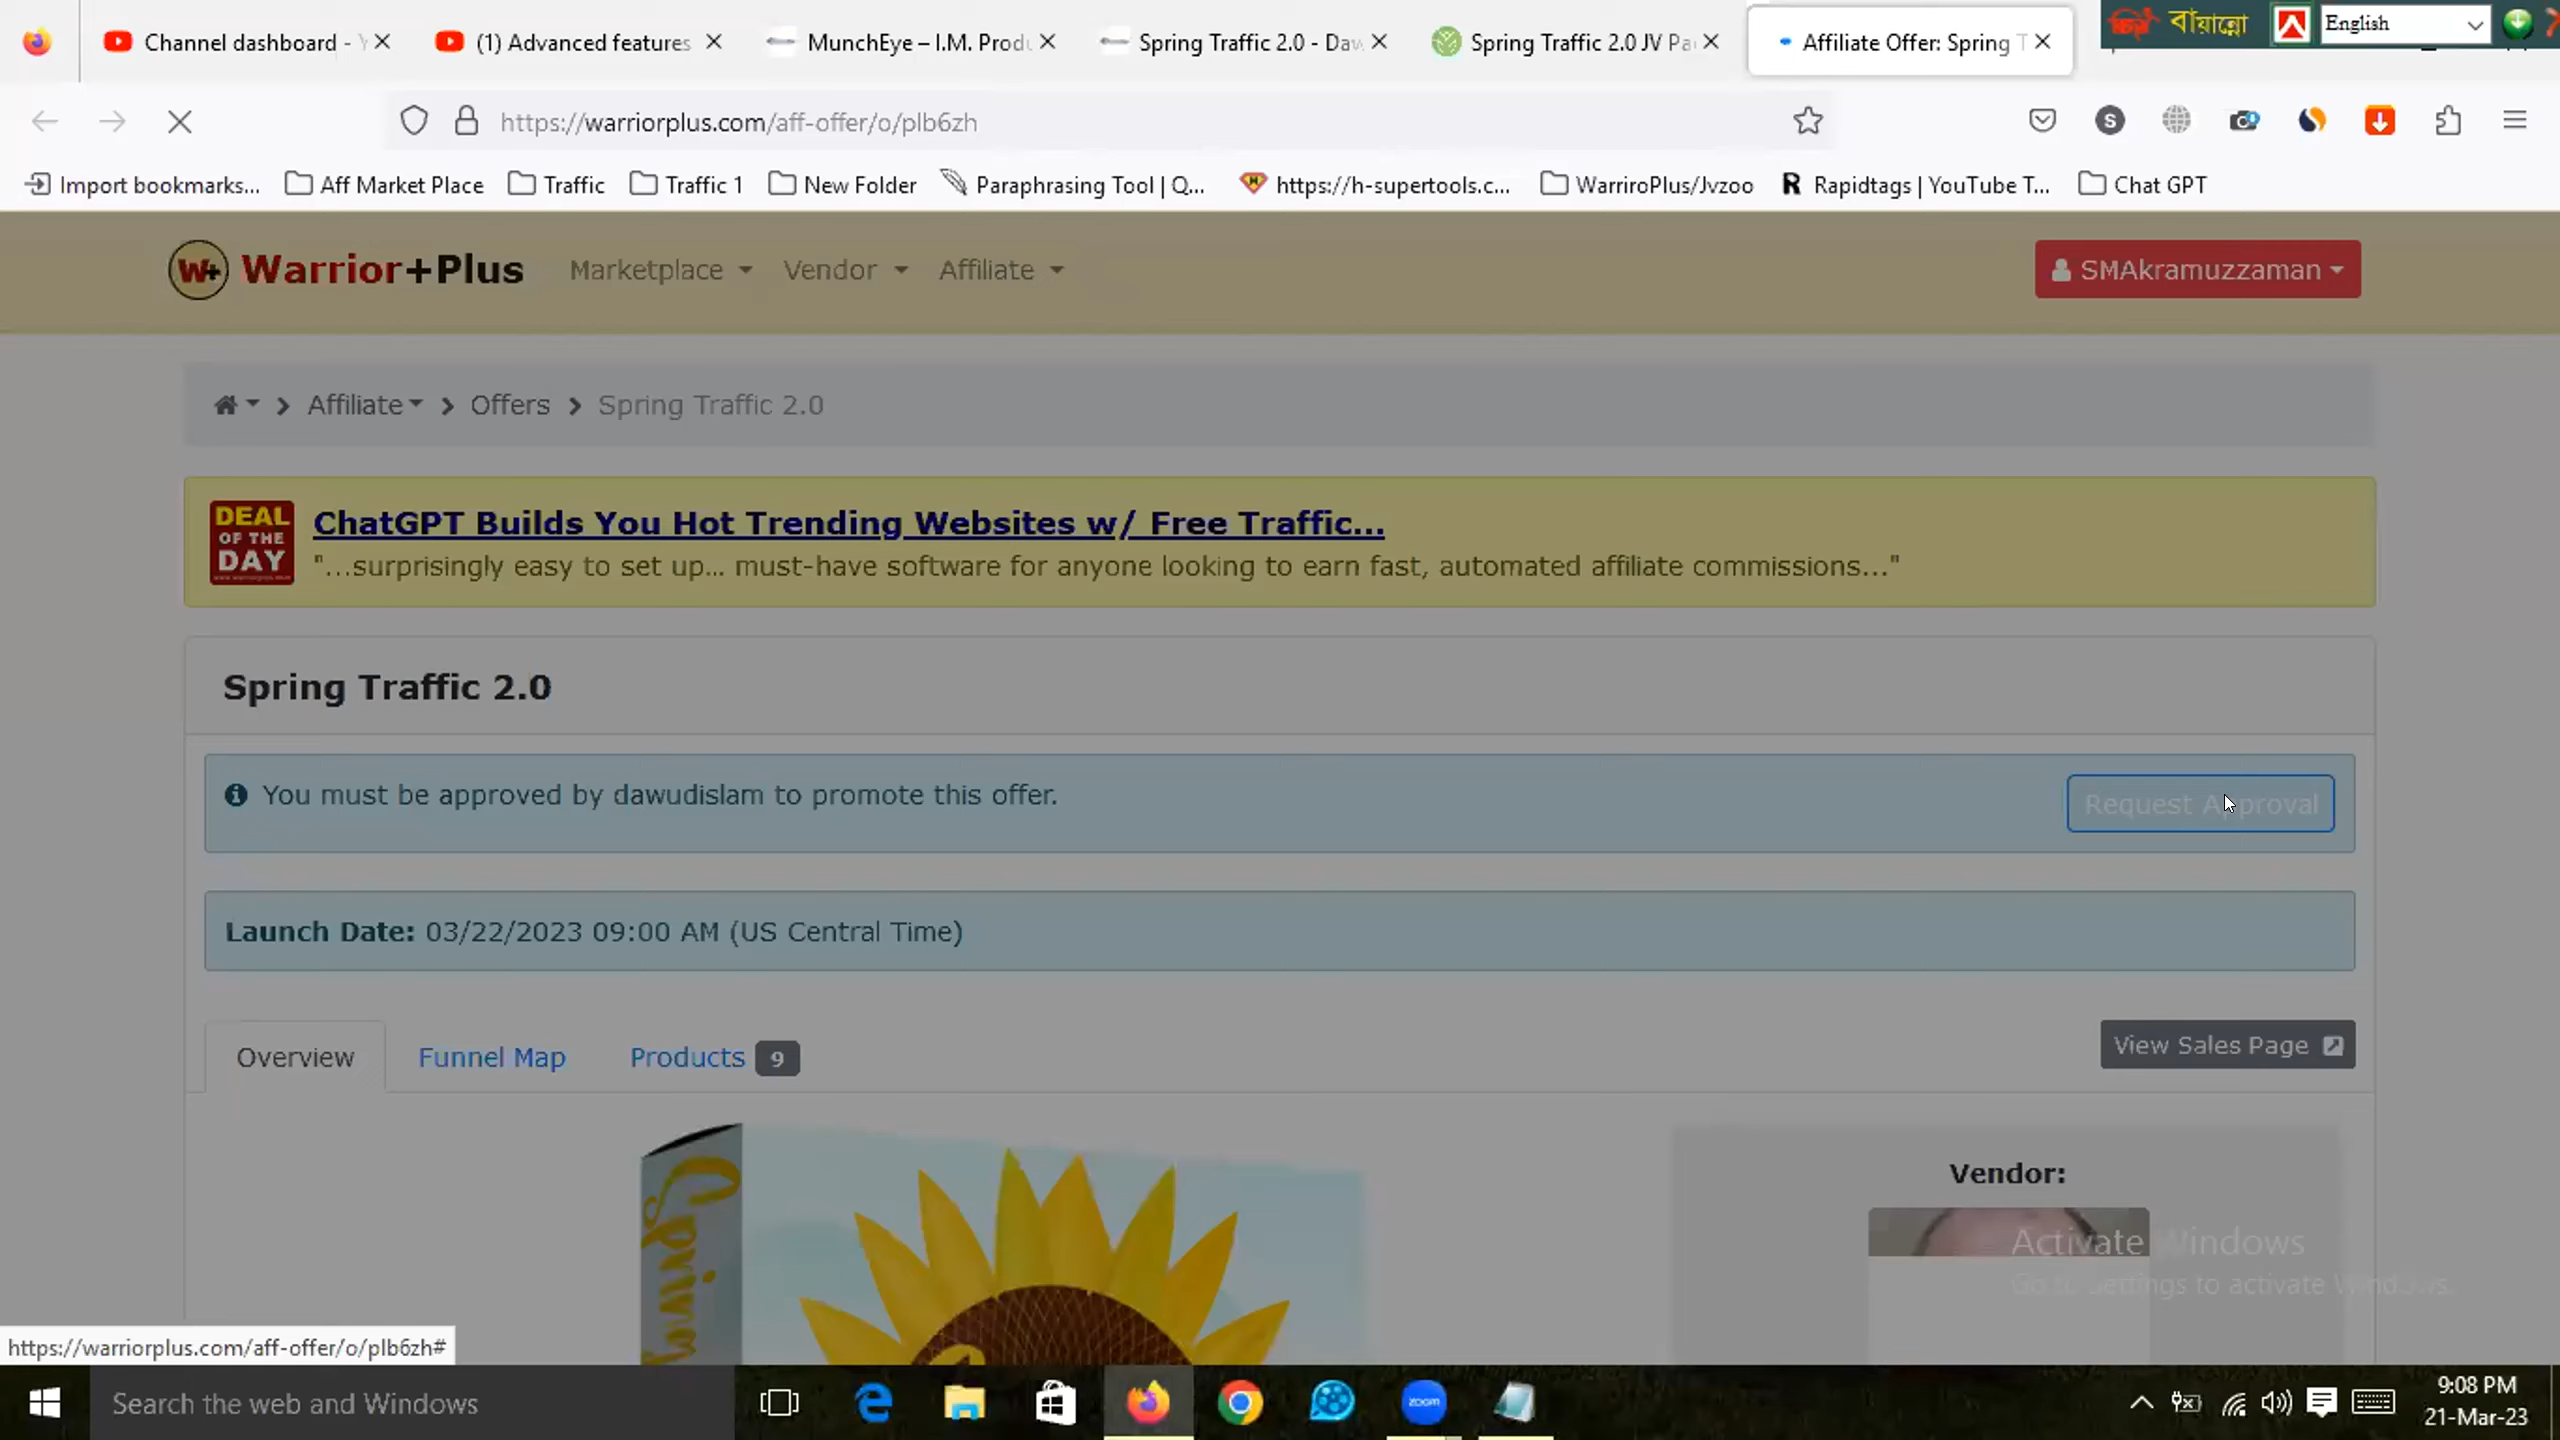 Channel dashboard - Y
(1) Advanced features
MunchEye – I.M. Produ
Spring Traffic 2.0 - Daw
Spring Traffic 2.0 JV Pa
Affiliate Offer: Spring T
বায়ান্নো
English
https://warriorplus.com/aff-offer/o/plb6zh
S
Import bookmarks...
Aff Market Place
Traffic
Traffic 1
New Folder
Paraphrasing Tool | Q...
https://h-supertools.c...
WarriroPlus/Jvzoo
R Rapidtags | YouTube T...
Chat GPT
W+ Warrior+Plus
Marketplace
Vendor
Affiliate
SMAkramuzzaman
Affiliate
Offers
Spring Traffic 2.0
DEAL
OF THE
DAY
ChatGPT Builds You Hot Trending Websites w/ Free Traffic...
"...surprisingly easy to set up... must-have software for anyone looking to earn fast, automated affiliate commissions..."
Spring Traffic 2.0
You must be approved by dawudislam to promote this offer.
Request Approval
Launch Date: 03/22/2023 09:00 AM (US Central Time)
Overview
Funnel Map
Products 9
View Sales Page
Spring
Vendor:
Activate Windows
Go to Settings to activate Windows.
https://warriorplus.com/aff-offer/o/plb6zh#
Search the web and Windows
zoom
9:08 PM
21-Mar-23